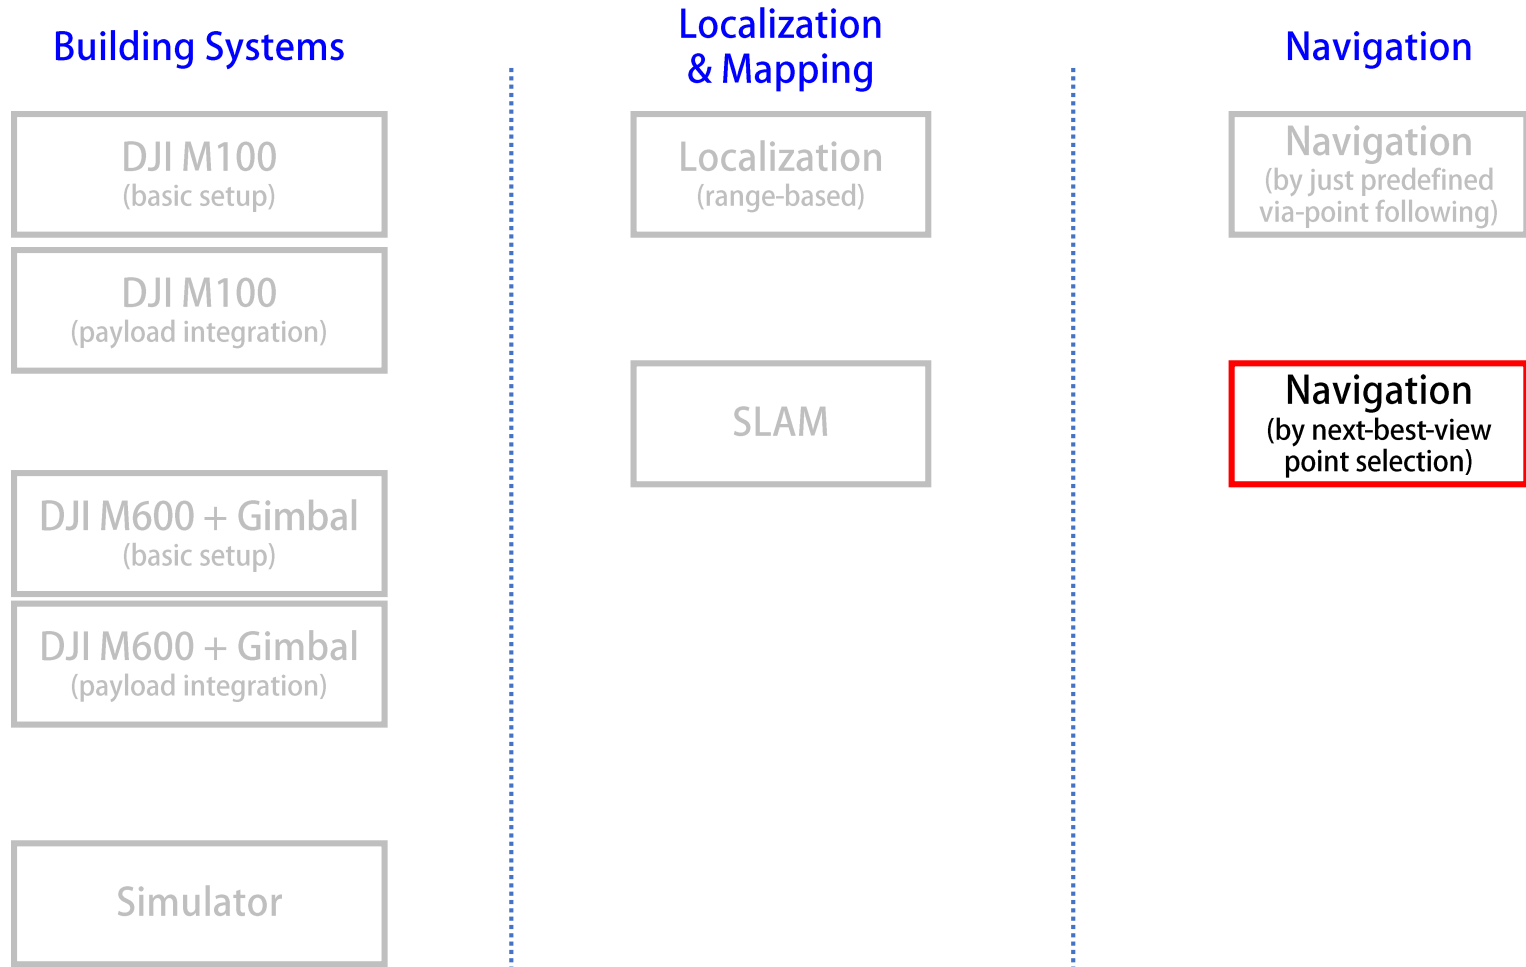 Building Systems
DJI M100
(basic setup)
DJI M100
(payload integration)
DJI M600 + Gimbal
(basic setup)
DJI M600 + Gimbal
(payload integration)
Simulator
Localization
& Mapping
Localization
(range-based)
SLAM
Navigation
Navigation
(by just predefined
via-point following)
Navigation
(by next-best-view
point selection)